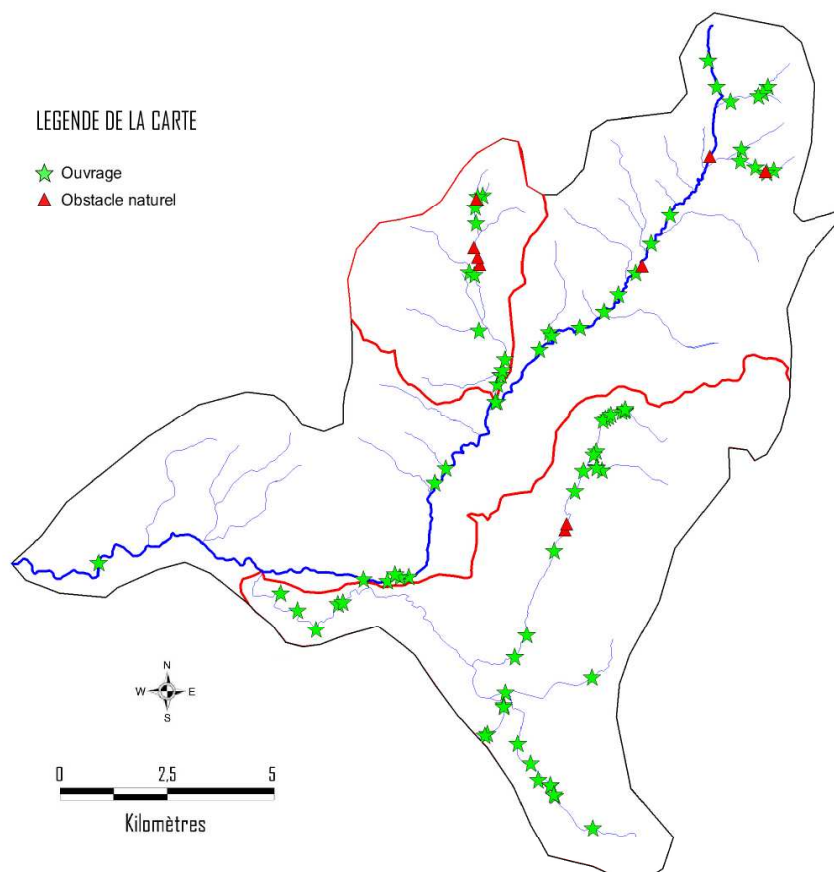 LEGENDE DE LA CARTE
Ouvrage
Obstacle naturel
N
W E
S
0 2,5 5
Kilomètres